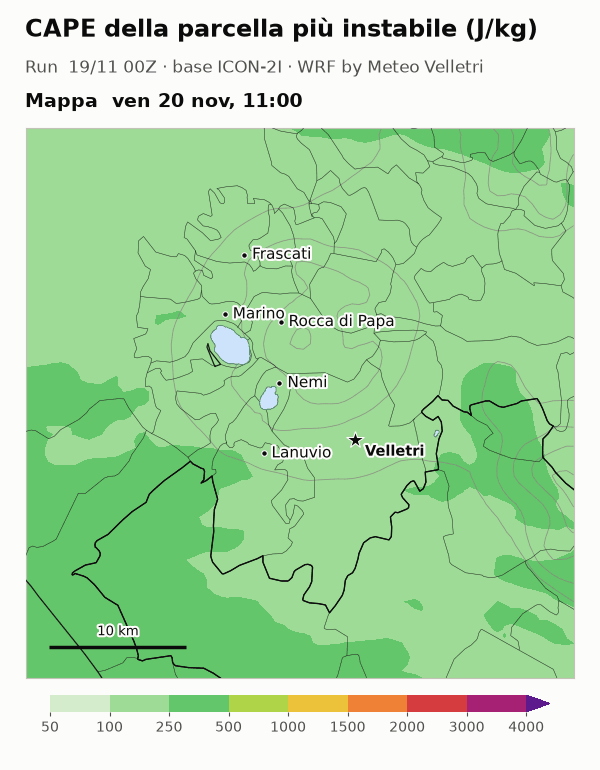 CAPE della parcella più instabile (J/kg)
Run  19/11 00Z · base ICON-2I · WRF by Meteo Velletri
Mappa  ven 20 nov, 11:00
Frascati
Marino
Rocca di Papa
Nemi
Lanuvio
Velletri
10 km
50 100 250 500 1000 1500 2000 3000 4000